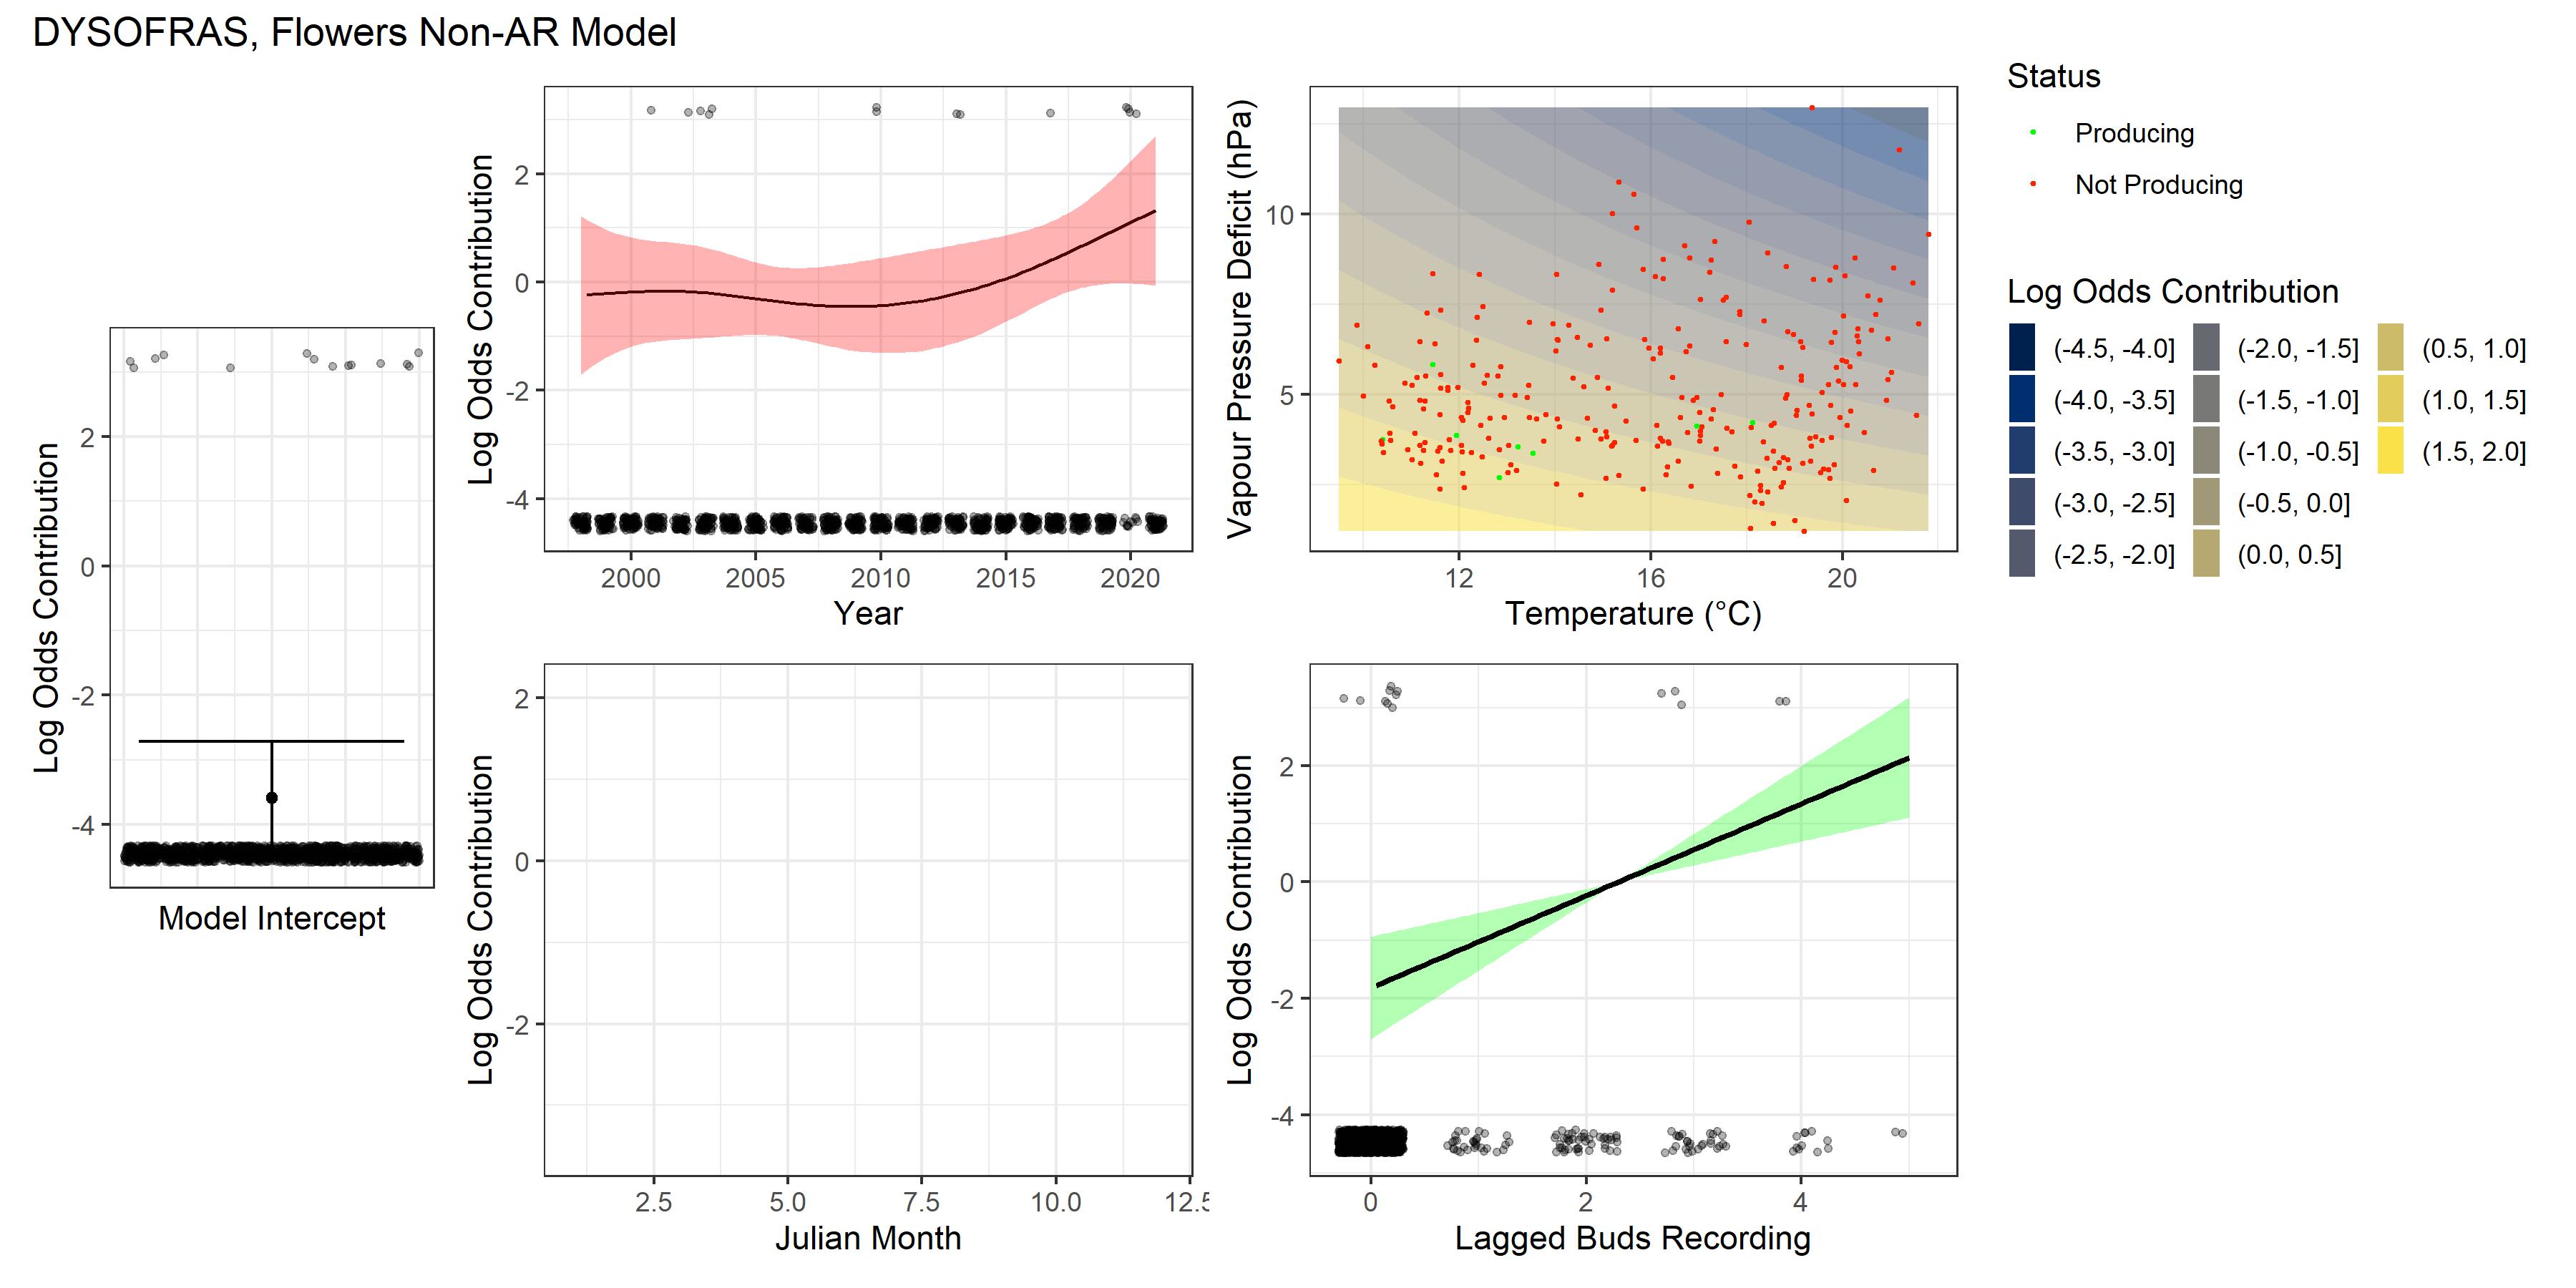 DYSOFRAS, Flowers Non-AR Model
Log Odds Contribution
2
0
-2
-4
Model Intercept
Log Odds Contribution
2
0
-2
-4
2000 2005 2010 2015 2020
Year
Vapour Pressure Deficit (hPa)
10
5
12 16 20
Temperature (°C)
Status
Producing
Not Producing
Log Odds Contribution
(-4.5, -4.0] (-2.0, -1.5] (0.5, 1.0]
(-4.0, -3.5] (-1.5, -1.0] (1.0, 1.5]
(-3.5, -3.0] (-1.0, -0.5] (1.5, 2.0]
(-3.0, -2.5] (-0.5, 0.0]
(-2.5, -2.0] (0.0, 0.5]
Log Odds Contribution
2
0
-2
2.5 5.0 7.5 10.0 12.5
Julian Month
Log Odds Contribution
2
0
-2
-4
0 2 4
Lagged Buds Recording